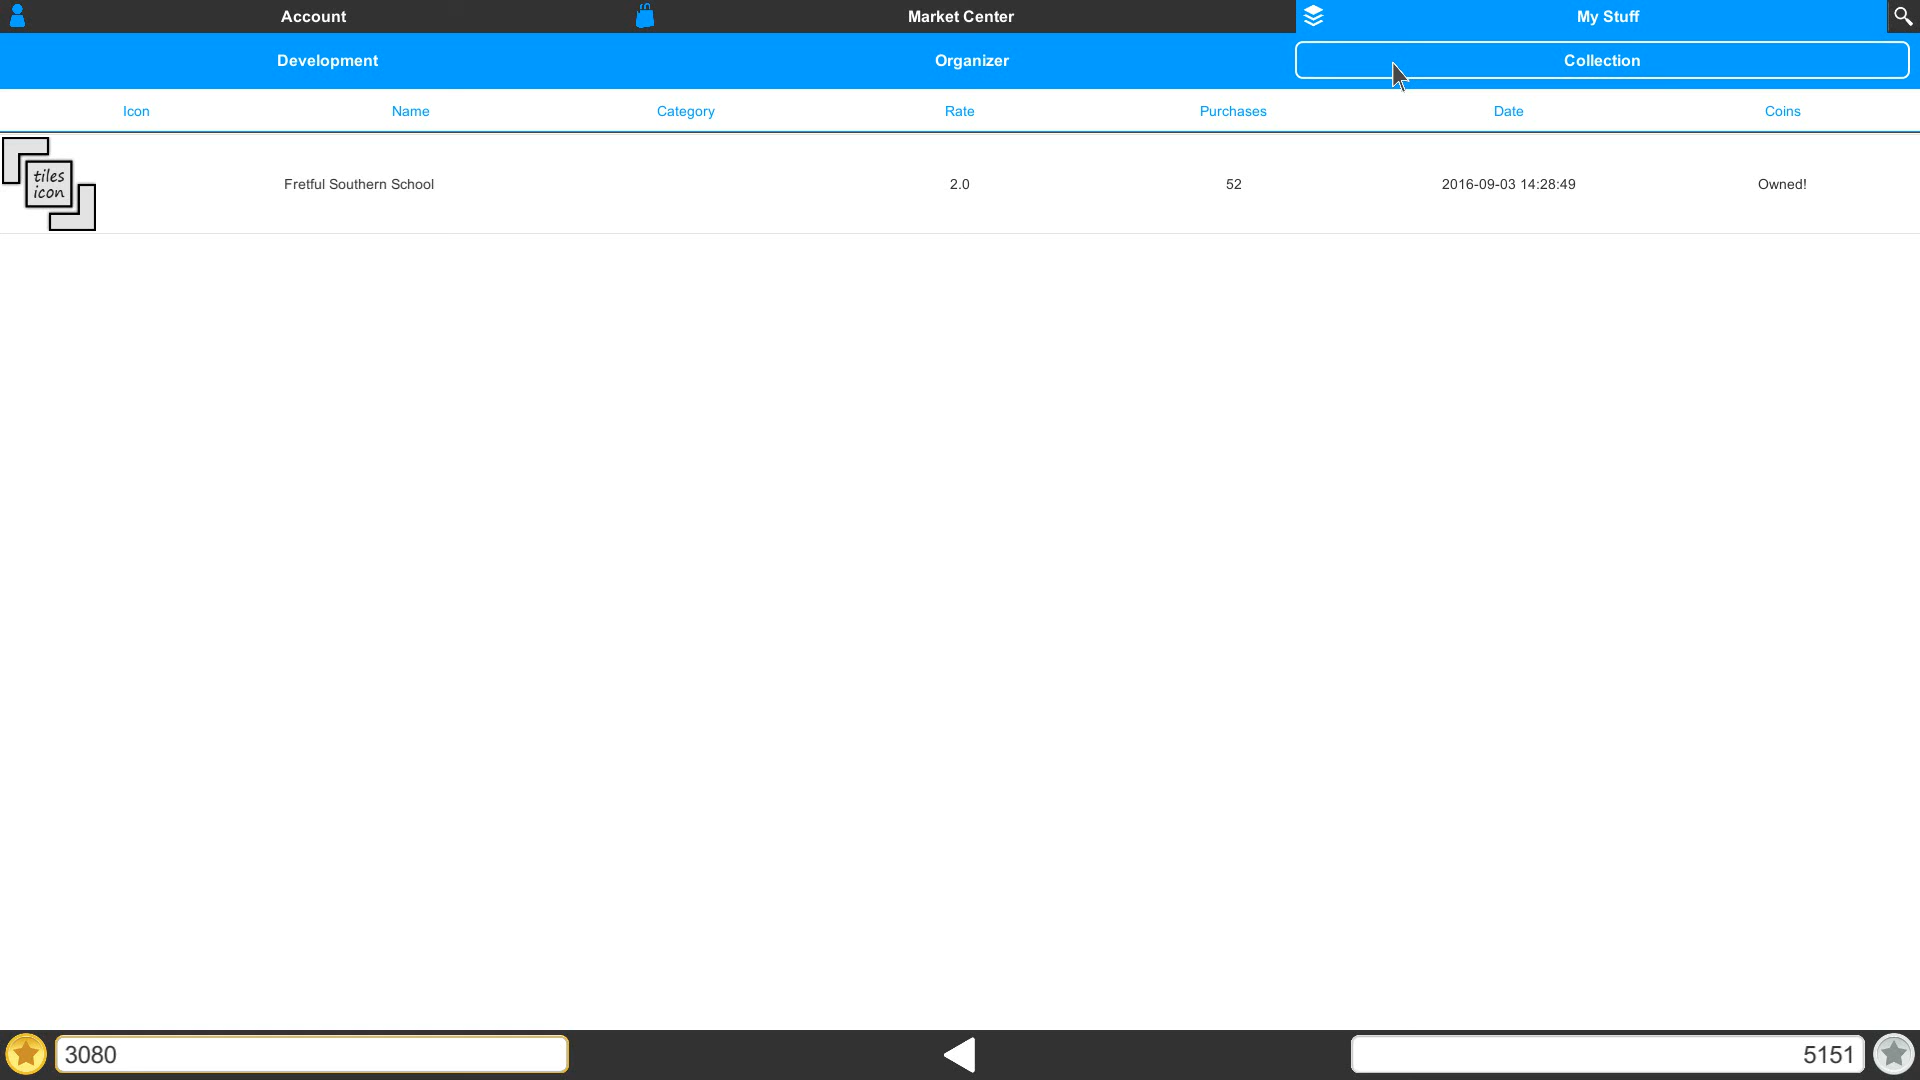 Account Market Center My Stuff
Development Organizer Collection
Icon Name Category Rate Purchases Date Coins
tiles
icon
Fretful Southern School 2.0 52 2016-09-03 14:28:49 Owned!
3080 5151